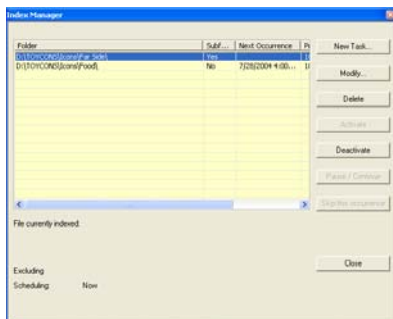 Index Manager
Folder Subf... Next Occurrence
D:\TOYCONS\Icons\Far Side\ Yes
D:\TOYCONS\Icons\Food\ No 7/28/2004 4:00...
New Task...
Modify...
Delete
Activate
Deactivate
Pause / Continue
Skip this occurrence
File currently indexed:
Close
Excluding
Scheduling: Now